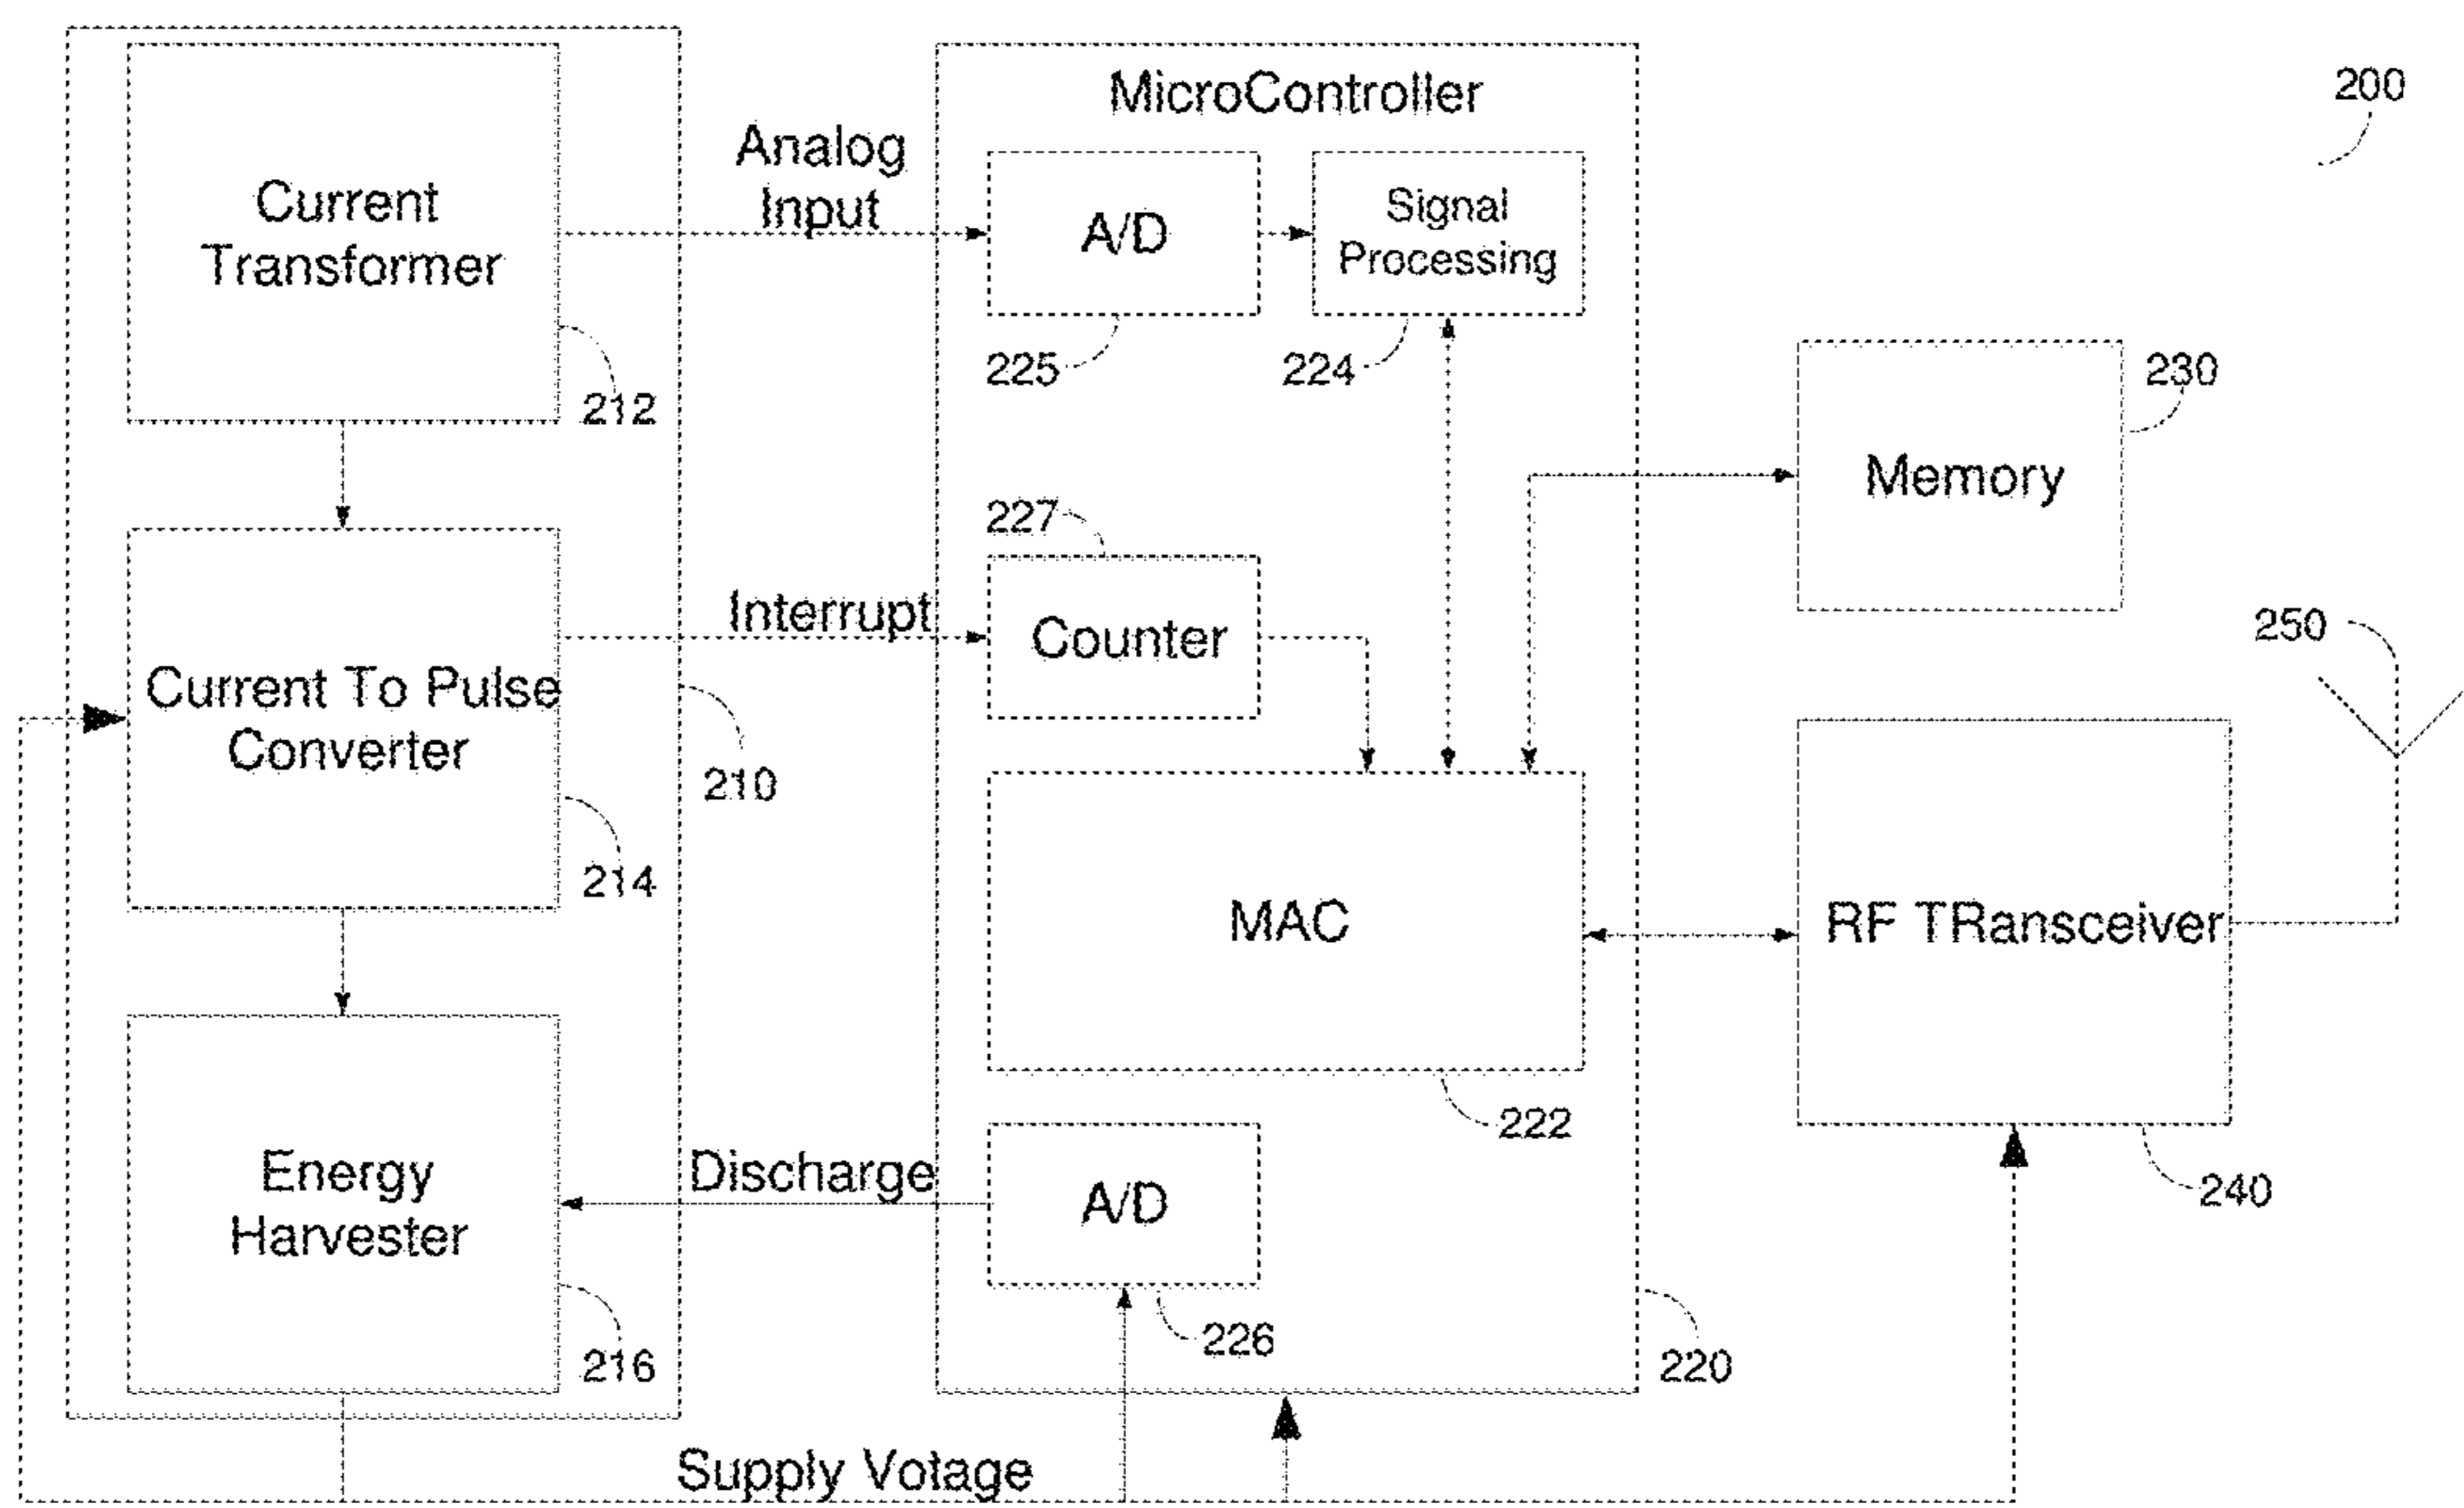 MicroController
200
Current
Transformer
Analog
Input
A/D
Signal
Processing
225
224
212
230
Memory
227
Interrupt
Counter
250
Current To Pulse
Converter
210
214
MAC
RF TRansceiver
222
Energy
Harvester
Discharge
A/D
240
226
216
220
Supply Votage